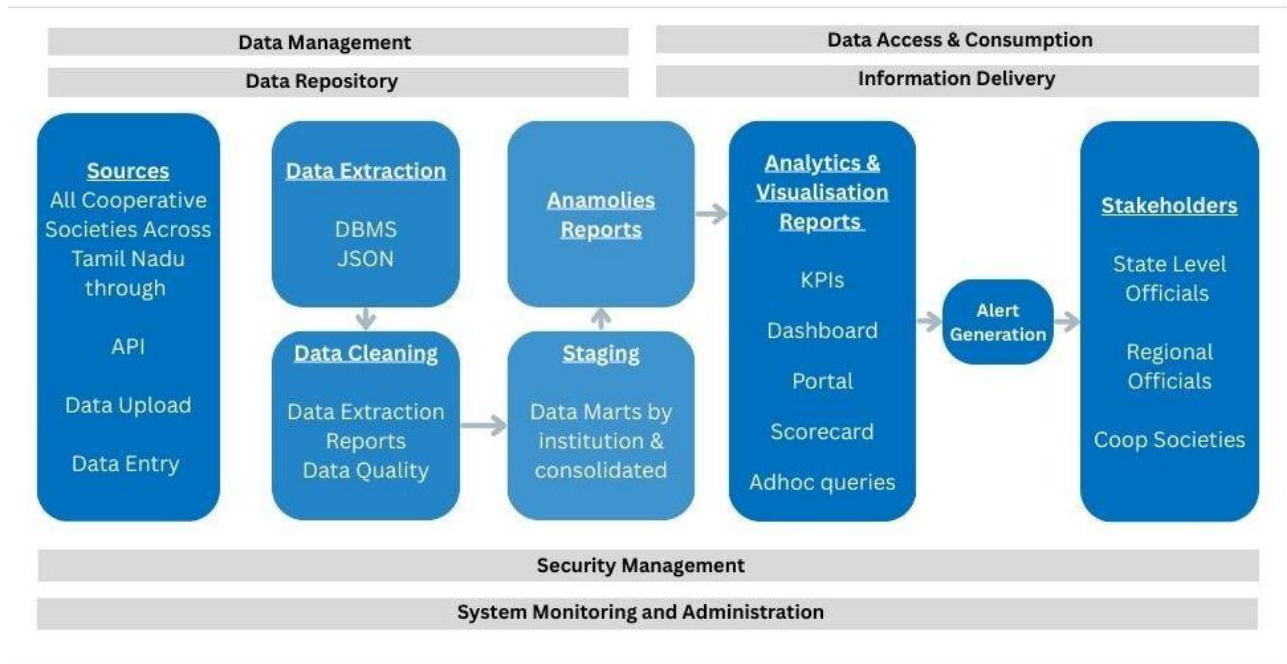 Data Management
Data Access & Consumption
Data Repository
Information Delivery
Sources
All Cooperative
Societies Across
Tamil Nadu
through
API
Data Upload
Data Entry
Data Extraction
DBMS
JSON
Data Cleaning
Data Extraction
Reports
Data Quality
Anamolies
Reports
Staging
Data Marts by
institution &
consolidated
Analytics &
Visualisation
Reports
KPIs
Dashboard
Portal
Scorecard
Adhoc queries
Alert
Generation
Stakeholders
State Level
Officials
Regional
Officials
Coop Societies
Security Management
System Monitoring and Administration